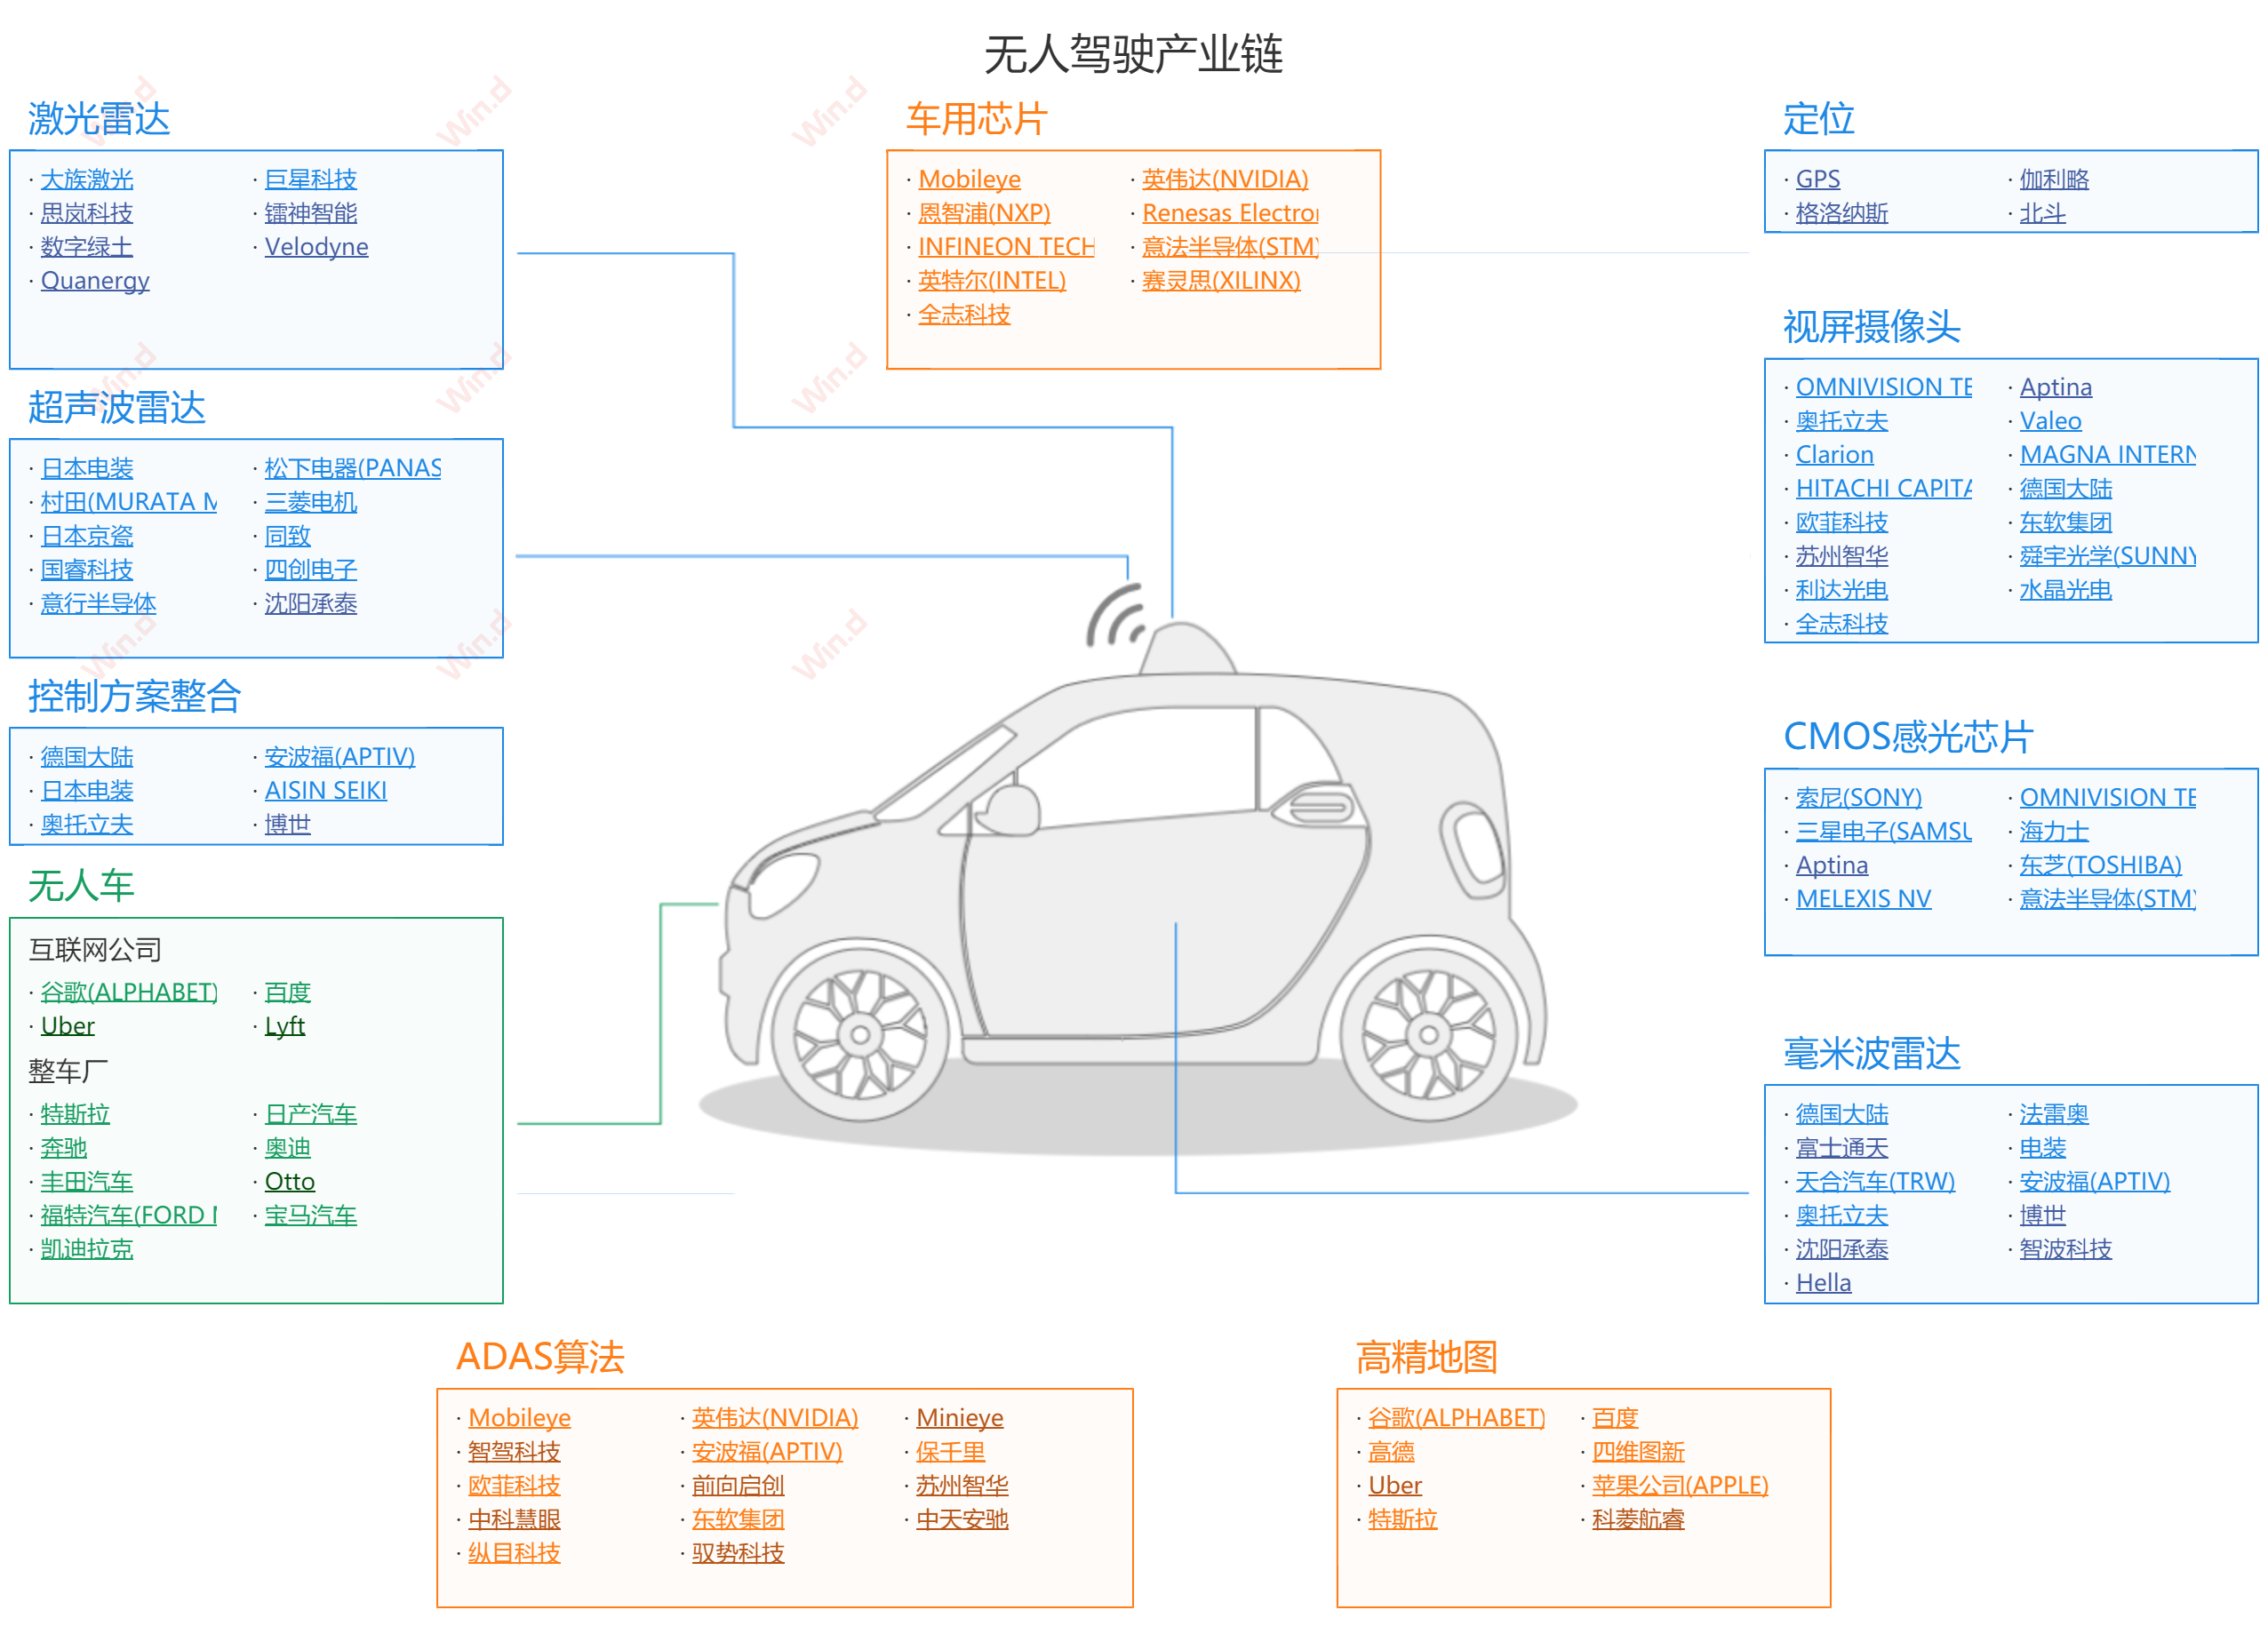 无人驾驶产业链
激光雷达
· 大族激光 · 巨星科技
· 思岚科技 · 镭神智能
· 数字绿土 · Velodyne
· Quanergy
超声波雷达
· 日本电装 · 松下电器(PANAS
· 村田(MURATA M · 三菱电机
· 日本京瓷 · 同致
· 国睿科技 · 四创电子
· 意行半导体 · 沈阳承泰
控制方案整合
· 德国大陆 · 安波福(APTIV)
· 日本电装 · AISIN SEIKI
· 奥托立夫 · 博世
无人车
互联网公司
· 谷歌(ALPHABET) · 百度
· Uber · Lyft
整车厂
· 特斯拉 · 日产汽车
· 奔驰 · 奥迪
· 丰田汽车 · Otto
· 福特汽车(FORD M · 宝马汽车
· 凯迪拉克
车用芯片
· Mobileye · 英伟达(NVIDIA)
· 恩智浦(NXP) · Renesas Electron
· INFINEON TECH · 意法半导体(STM)
· 英特尔(INTEL) · 赛灵思(XILINX)
· 全志科技
定位
· GPS · 伽利略
· 格洛纳斯 · 北斗
视屏摄像头
· OMNIVISION TE · Aptina
· 奥托立夫 · Valeo
· Clarion · MAGNA INTERN
· HITACHI CAPITA · 德国大陆
· 欧菲科技 · 东软集团
· 苏州智华 · 舜宇光学(SUNNY
· 利达光电 · 水晶光电
· 全志科技
CMOS感光芯片
· 索尼(SONY) · OMNIVISION TE
· 三星电子(SAMSU · 海力士
· Aptina · 东芝(TOSHIBA)
· MELEXIS NV · 意法半导体(STM)
毫米波雷达
· 德国大陆 · 法雷奥
· 富士通天 · 电装
· 天合汽车(TRW) · 安波福(APTIV)
· 奥托立夫 · 博世
· 沈阳承泰 · 智波科技
· Hella
ADAS算法
· Mobileye · 英伟达(NVIDIA) · Minieye
· 智驾科技 · 安波福(APTIV) · 保千里
· 欧菲科技 · 前向启创 · 苏州智华
· 中科慧眼 · 东软集团 · 中天安驰
· 纵目科技 · 驭势科技
高精地图
· 谷歌(ALPHABET) · 百度
· 高德 · 四维图新
· Uber · 苹果公司(APPLE)
· 特斯拉 · 科菱航睿
Win.d
Win.d
Win.d
Win.d
Win.d
Win.d
Win.d
Win.d
Win.d